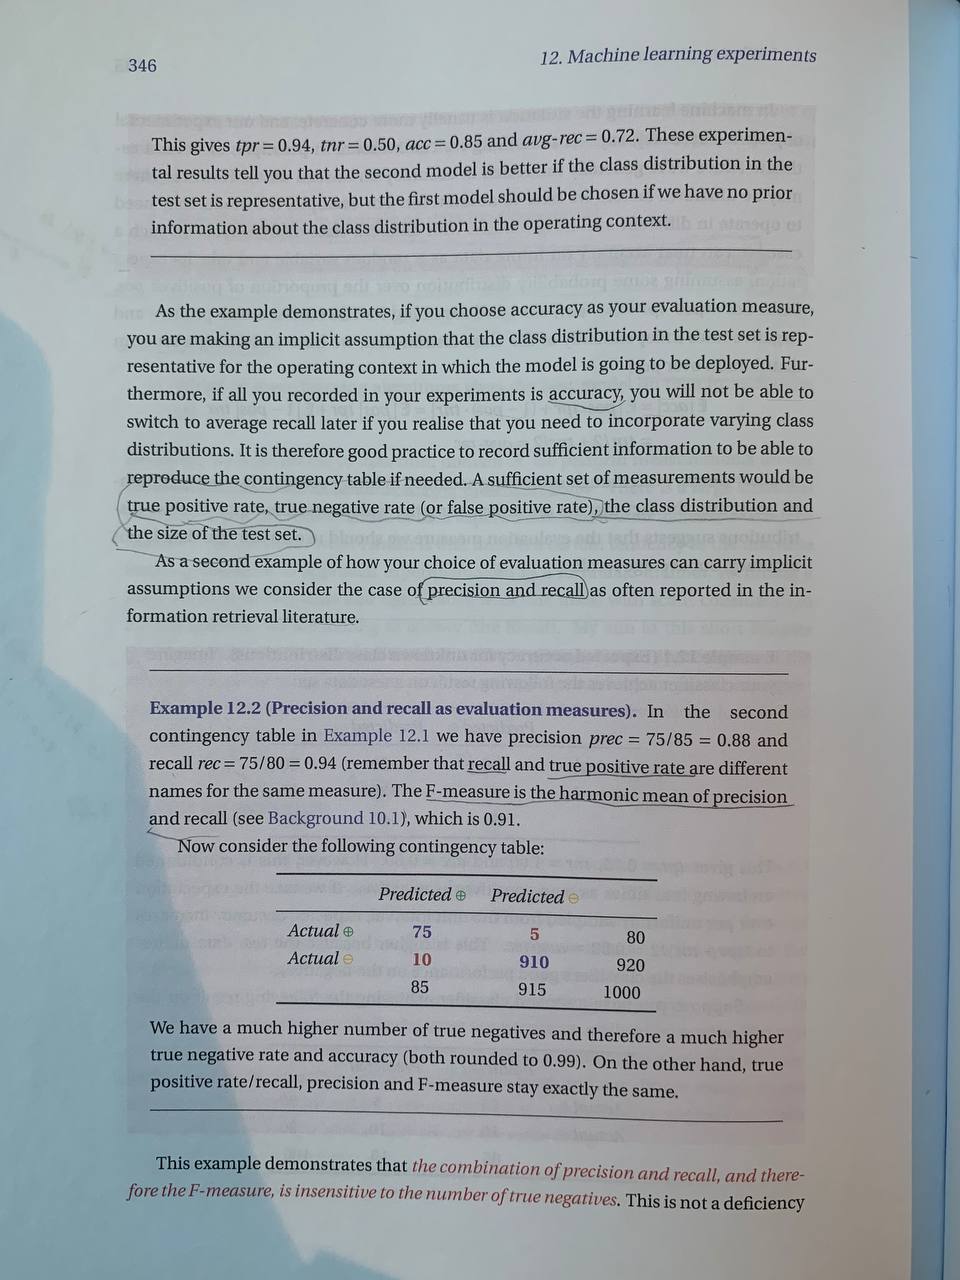 346
12. Machine learning experiments
This gives tpr = 0.94, tnr = 0.50, acc = 0.85 and avg-rec = 0.72. These experimen-
tal results tell you that the second model is better if the class distribution in the
test set is representative, but the first model should be chosen if we have no prior
information about the class distribution in the operating context.
As the example demonstrates, if you choose accuracy as your evaluation measure,
you are making an implicit assumption that the class distribution in the test set is rep-
resentative for the operating context in which the model is going to be deployed. Fur-
thermore, if all you recorded in your experiments is accuracy, you will not be able to
switch to average recall later if you realise that you need to incorporate varying class
distributions. It is therefore good practice to record sufficient information to be able to
reproduce the contingency table if needed. A sufficient set of measurements would be
true positive rate, true negative rate (or false positive rate), the class distribution and
the size of the test set.
As a second example of how your choice of evaluation measures can carry implicit
assumptions we consider the case of precision and recall as often reported in the in-
formation retrieval literature.
Example 12.2 (Precision and recall as evaluation measures). In the second
contingency table in Example 12.1 we have precision prec = 75/85 = 0.88 and
recall rec = 75/80 = 0.94 (remember that recall and true positive rate are different
names for the same measure). The F-measure is the harmonic mean of precision
and recall (see Background 10.1), which is 0.91.
Now consider the following contingency table:
Predicted ⊕ Predicted ⊖
Actual ⊕ 75 5 80
Actual ⊖ 10 910 920
85 915 1000
We have a much higher number of true negatives and therefore a much higher
true negative rate and accuracy (both rounded to 0.99). On the other hand, true
positive rate/recall, precision and F-measure stay exactly the same.
This example demonstrates that the combination of precision and recall, and there-
fore the F-measure, is insensitive to the number of true negatives. This is not a deficiency